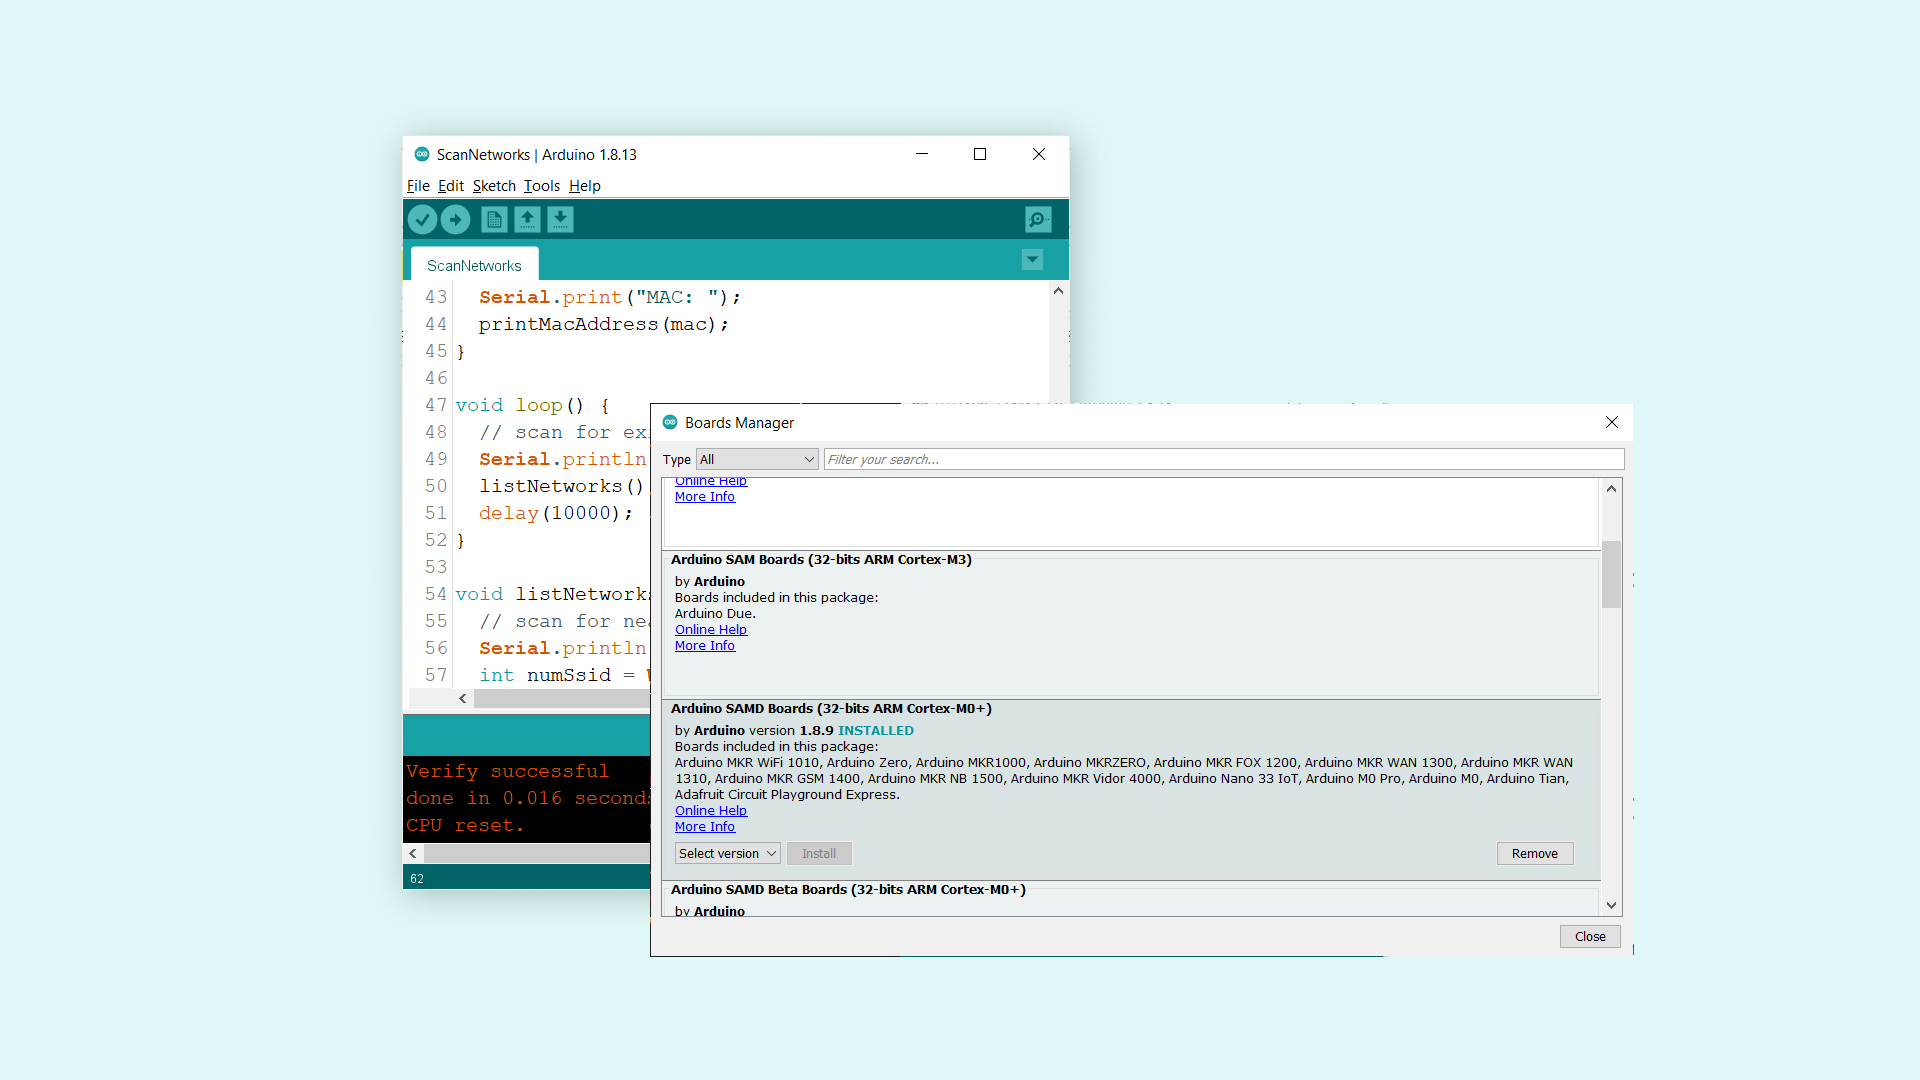 ScanNetworks | Arduino 1.8.13
File Edit Sketch Tools Help
ScanNetworks
43 Serial.print("MAC: ");
44 printMacAddress(mac);
45 }
46
47 void loop() {
48 // scan for
49 Serial.println
50 listNetworks()
51 delay(10000);
52 }
53
54 void listNetworks
55 // scan for
56 Serial.println
57 int numSsid =
Verify successful
done in 0.016 seconds
CPU reset.
62
Boards Manager
Type All Filter your search...
Online Help
More Info
Arduino SAM Boards (32-bits ARM Cortex-M3)
by Arduino
Boards included in this package:
Arduino Due.
Online Help
More Info
Arduino SAMD Boards (32-bits ARM Cortex-M0+)
by Arduino version 1.8.9 INSTALLED
Boards included in this package:
Arduino MKR WiFi 1010, Arduino Zero, Arduino MKR1000, Arduino MKRZERO, Arduino MKR FOX 1200, Arduino MKR WAN 1300, Arduino MKR WAN
1310, Arduino MKR GSM 1400, Arduino MKR NB 1500, Arduino MKR Vidor 4000, Arduino Nano 33 IoT, Arduino M0 Pro, Arduino M0, Arduino Tian,
Adafruit Circuit Playground Express.
Online Help
More Info
Select version Install Remove
Arduino SAMD Beta Boards (32-bits ARM Cortex-M0+)
by Arduino
Close